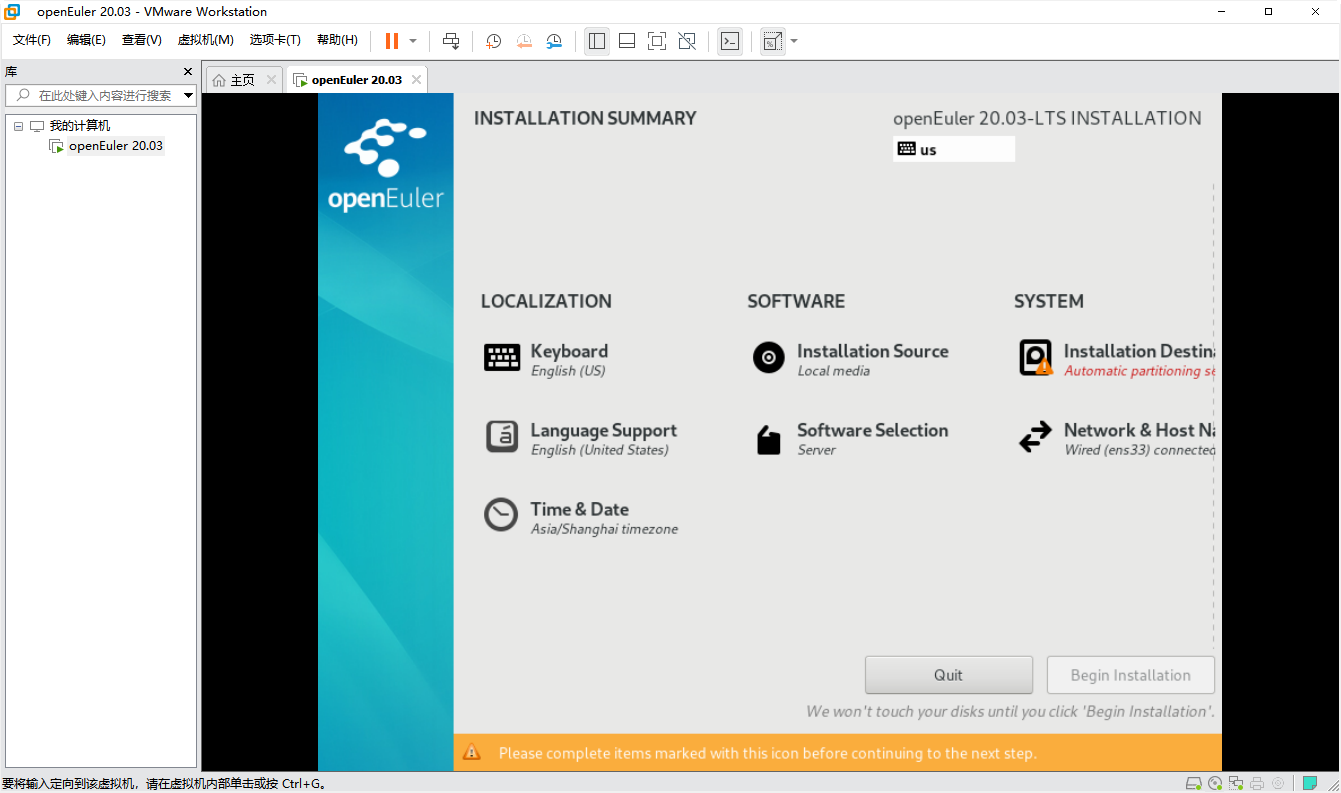 openEuler 20.03 - VMware Workstation
文件(F) 编辑(E) 查看(V) 虚拟机(M) 选项卡(T) 帮助(H)
库
在此处键入内容进行搜索
我的计算机
openEuler 20.03
主页
openEuler 20.03
openEuler
INSTALLATION SUMMARY
openEuler 20.03-LTS INSTALLATION
us
LOCALIZATION
Keyboard
English (US)
Language Support
English (United States)
Time & Date
Asia/Shanghai timezone
SOFTWARE
Installation Source
Local media
Software Selection
Server
SYSTEM
Installation Destina
Automatic partitioning se
Network & Host Na
Wired (ens33) connected
Quit
Begin Installation
We won't touch your disks until you click 'Begin Installation'.
Please complete items marked with this icon before continuing to the next step.
要将输入定向到该虚拟机，请在虚拟机内部单击或按 Ctrl+G。